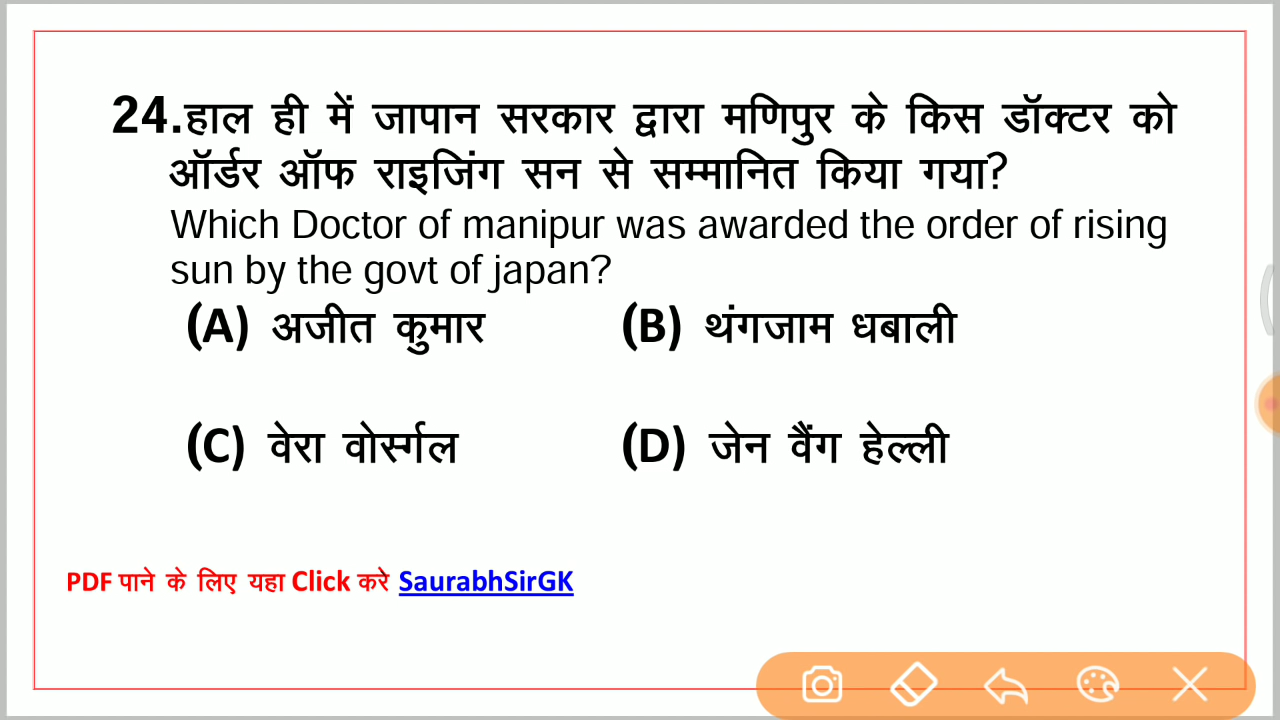 24.हाल ही में जापान सरकार द्वारा मणिपुर के किस डॉक्टर को
ऑर्डर ऑफ राइजिंग सन से सम्मानित किया गया?
Which Doctor of manipur was awarded the order of rising
sun by the govt of japan?
(A) अजीत कुमार (B) थंगजाम धबाली
(C) वेरा वोर्स्गल (D) जेन वैंग हेल्ली
PDF पाने के लिए यहा Click करे SaurabhSirGK